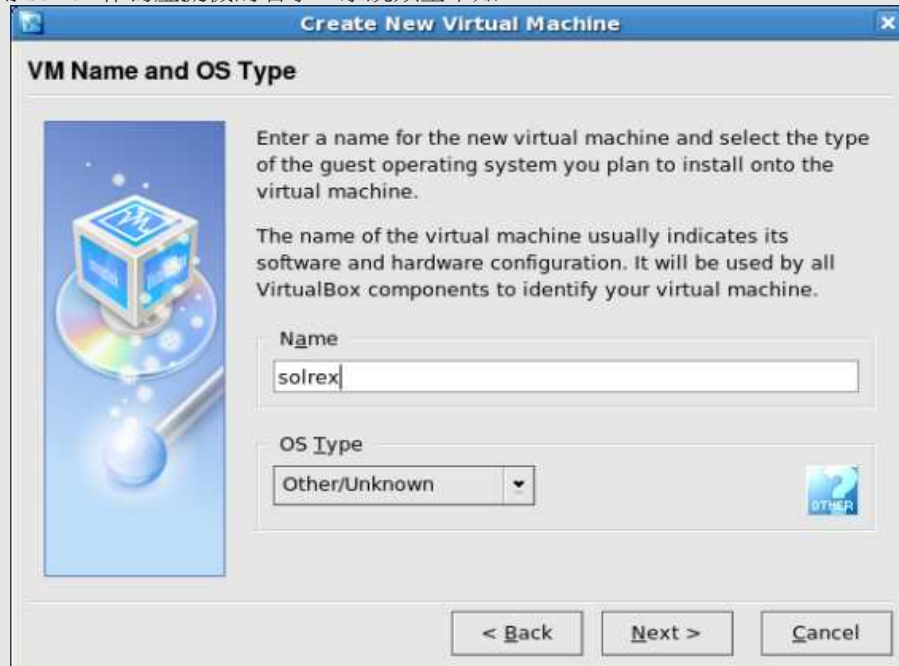 Create New Virtual Machine
VM Name and OS Type
Enter a name for the new virtual machine and select the type
of the guest operating system you plan to install onto the
virtual machine.
The name of the virtual machine usually indicates its
software and hardware configuration. It will be used by all
VirtualBox components to identify your virtual machine.
Name
solrex
OS Type
Other/Unknown
OTHER
< Back
Next >
Cancel